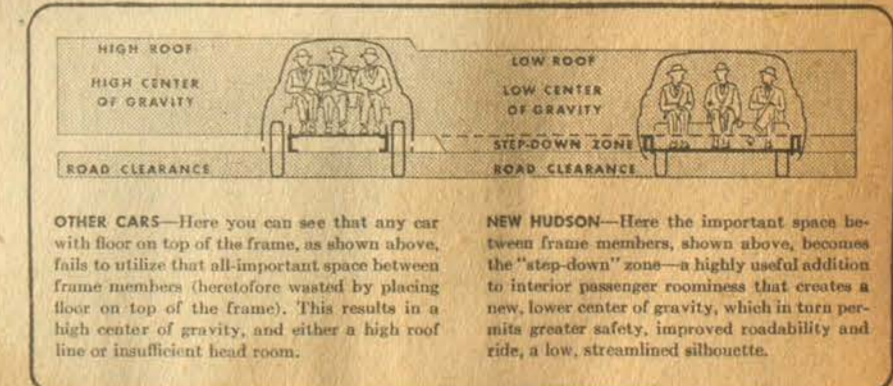 HIGH ROOF
HIGH CENTER
OF GRAVITY
ROAD CLEARANCE
LOW ROOF
LOW CENTER
OF GRAVITY
STEP-DOWN ZONE
ROAD CLEARANCE
OTHER CARS—Here you can see that any car
with floor on top of the frame, as shown above,
fails to utilize that all-important space between
frame members (heretofore wasted by placing
floor on top of the frame). This results in a
high center of gravity, and either a high roof
line or insufficient head room.
NEW HUDSON—Here the important space be-
tween frame members, shown above, becomes
the "step-down" zone—a highly useful addition
to interior passenger roominess that creates a
new, lower center of gravity, which in turn per-
mits greater safety, improved roadability and
ride, a low, streamlined silhouette.